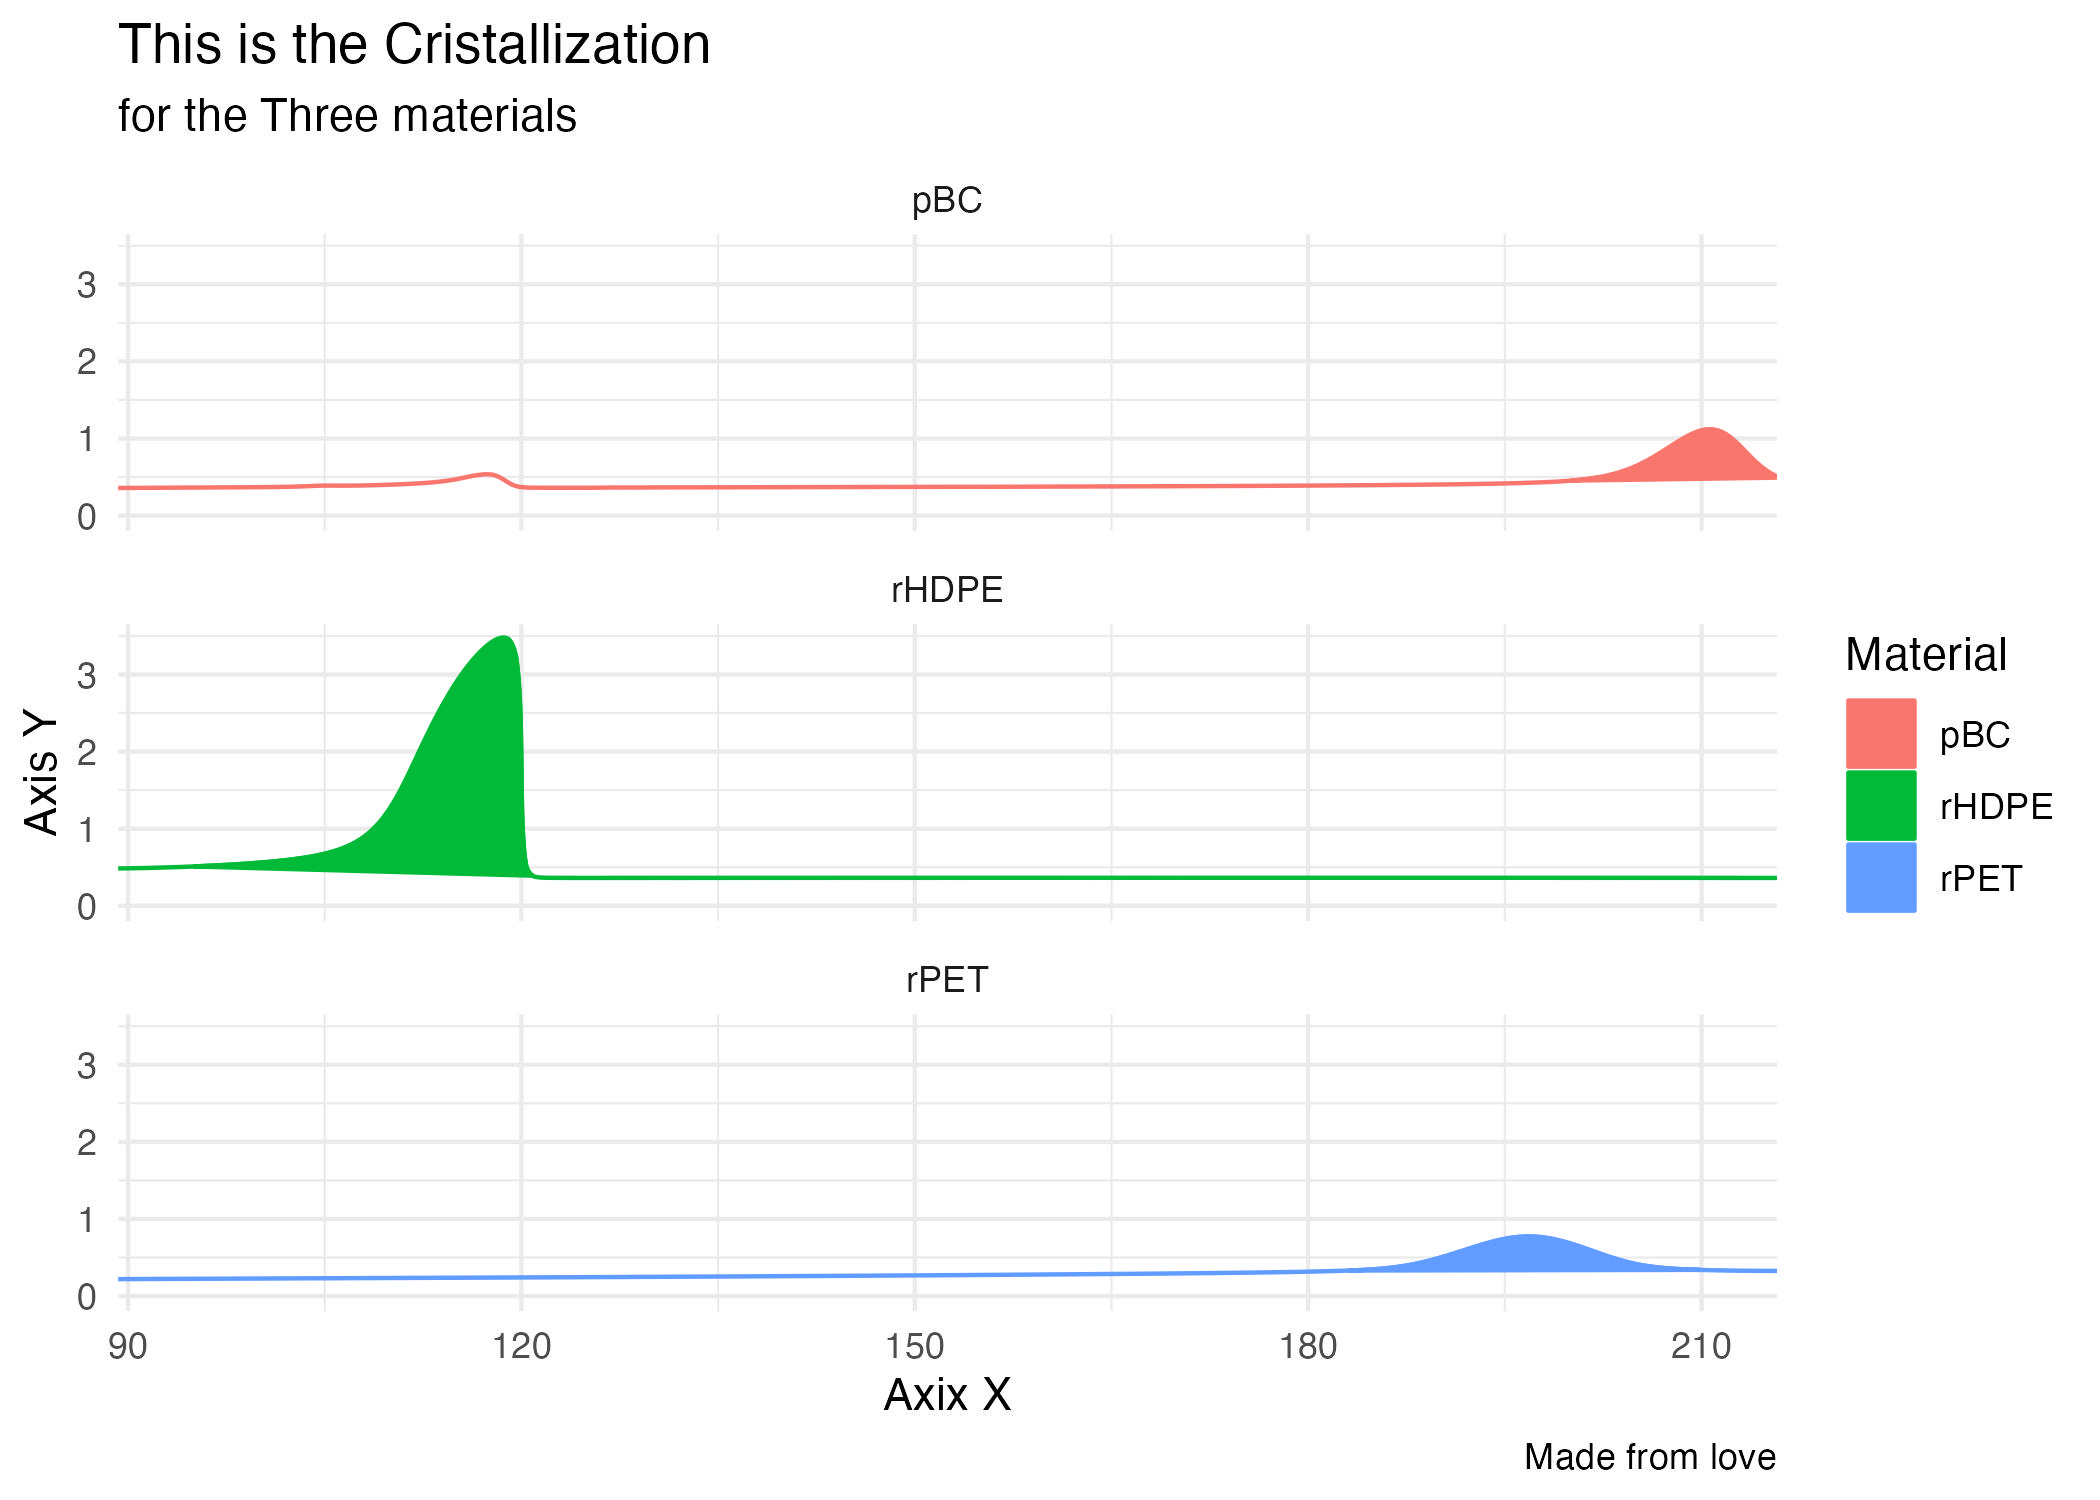 This is the Cristallization
for the Three materials
pBC
3
2
1
0
rHDPE
3
2
1
0
rPET
3
2
1
0
90 120 150 180 210
Axis Y
Axix X
Material
pBC
rHDPE
rPET
Made from love